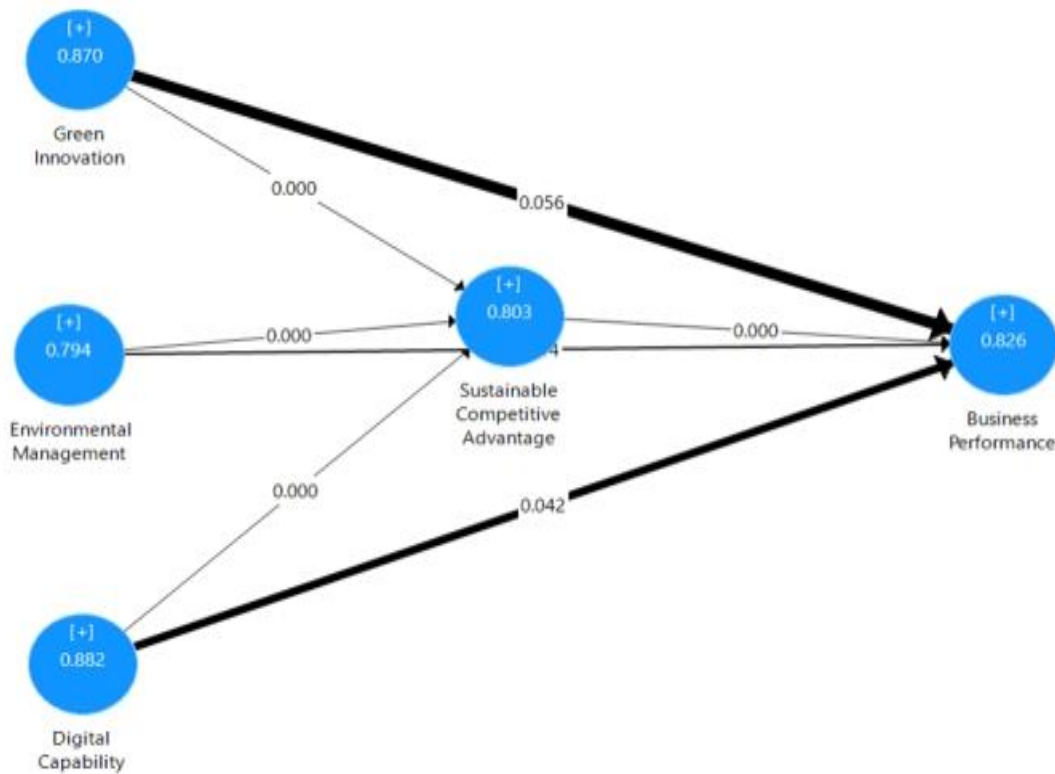 [+]
0.870
Green
Innovation
0.000
0.056
[+]
0.803
Sustainable
Competitive
Advantage
[+]
0.794
Environmental
Management
0.000
0.000
[+]
0.826
Business
Performance
0.000
0.042
[+]
0.882
Digital
Capability